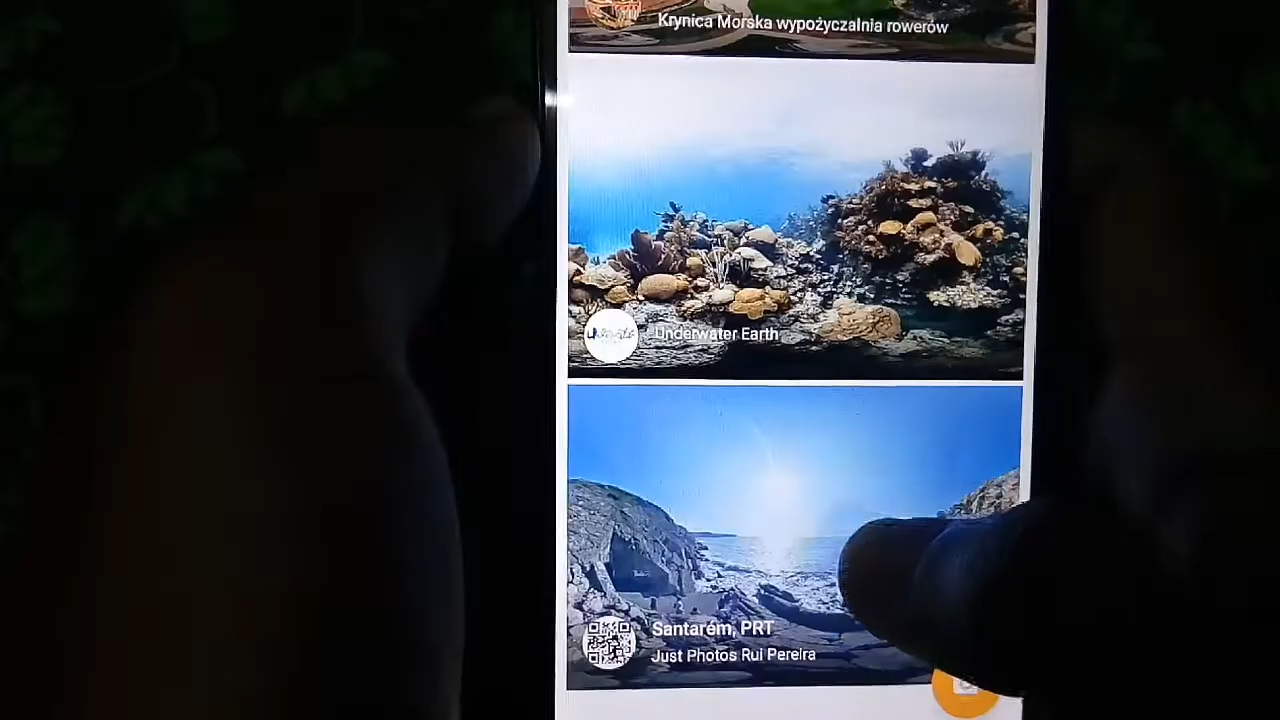 Krynica Morska wypożyczalnia rowerów
Underwater Earth
Santarém, PRT
Just Photos Rui Pereira